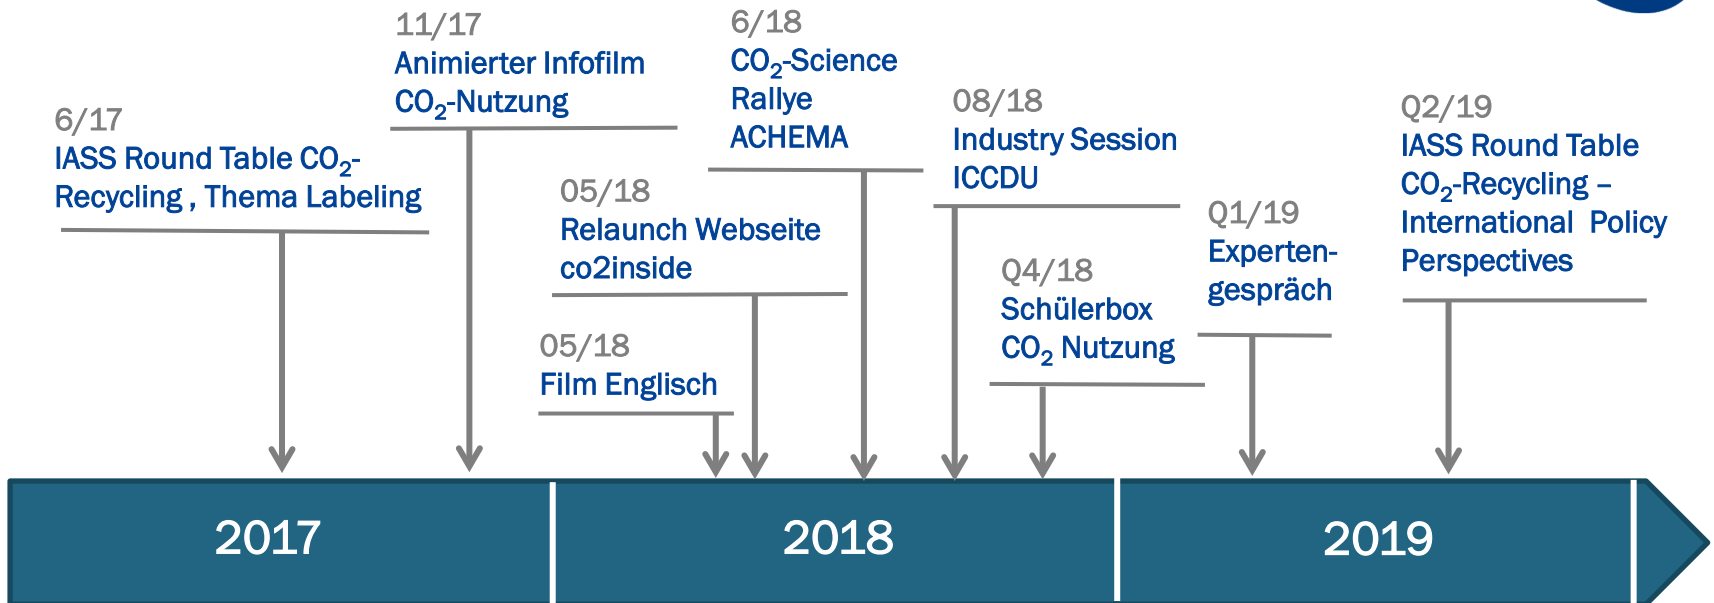 6/17
IASS Round Table CO₂-
Recycling , Thema Labeling
11/17
Animierter Infofilm
CO₂-Nutzung
05/18
Film Englisch
05/18
Relaunch Webseite
co2inside
6/18
CO₂-Science
Rallye
ACHEMA
08/18
Industry Session
ICCDU
Q4/18
Schülerbox
CO₂ Nutzung
Q1/19
Experten-
gespräch
Q2/19
IASS Round Table
CO₂-Recycling –
International Policy
Perspectives
2017
2018
2019